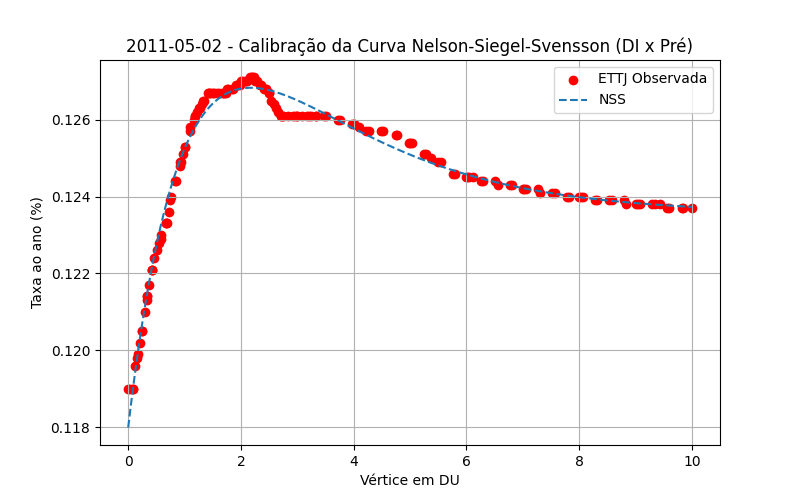 2011-05-02 - Calibração da Curva Nelson-Siegel-Svensson (DI x Pré)
ETTJ Observada
NSS
Taxa ao ano (%)
0.126
0.124
0.122
0.120
0.118
0 2 4 6 8 10
Vértice em DU